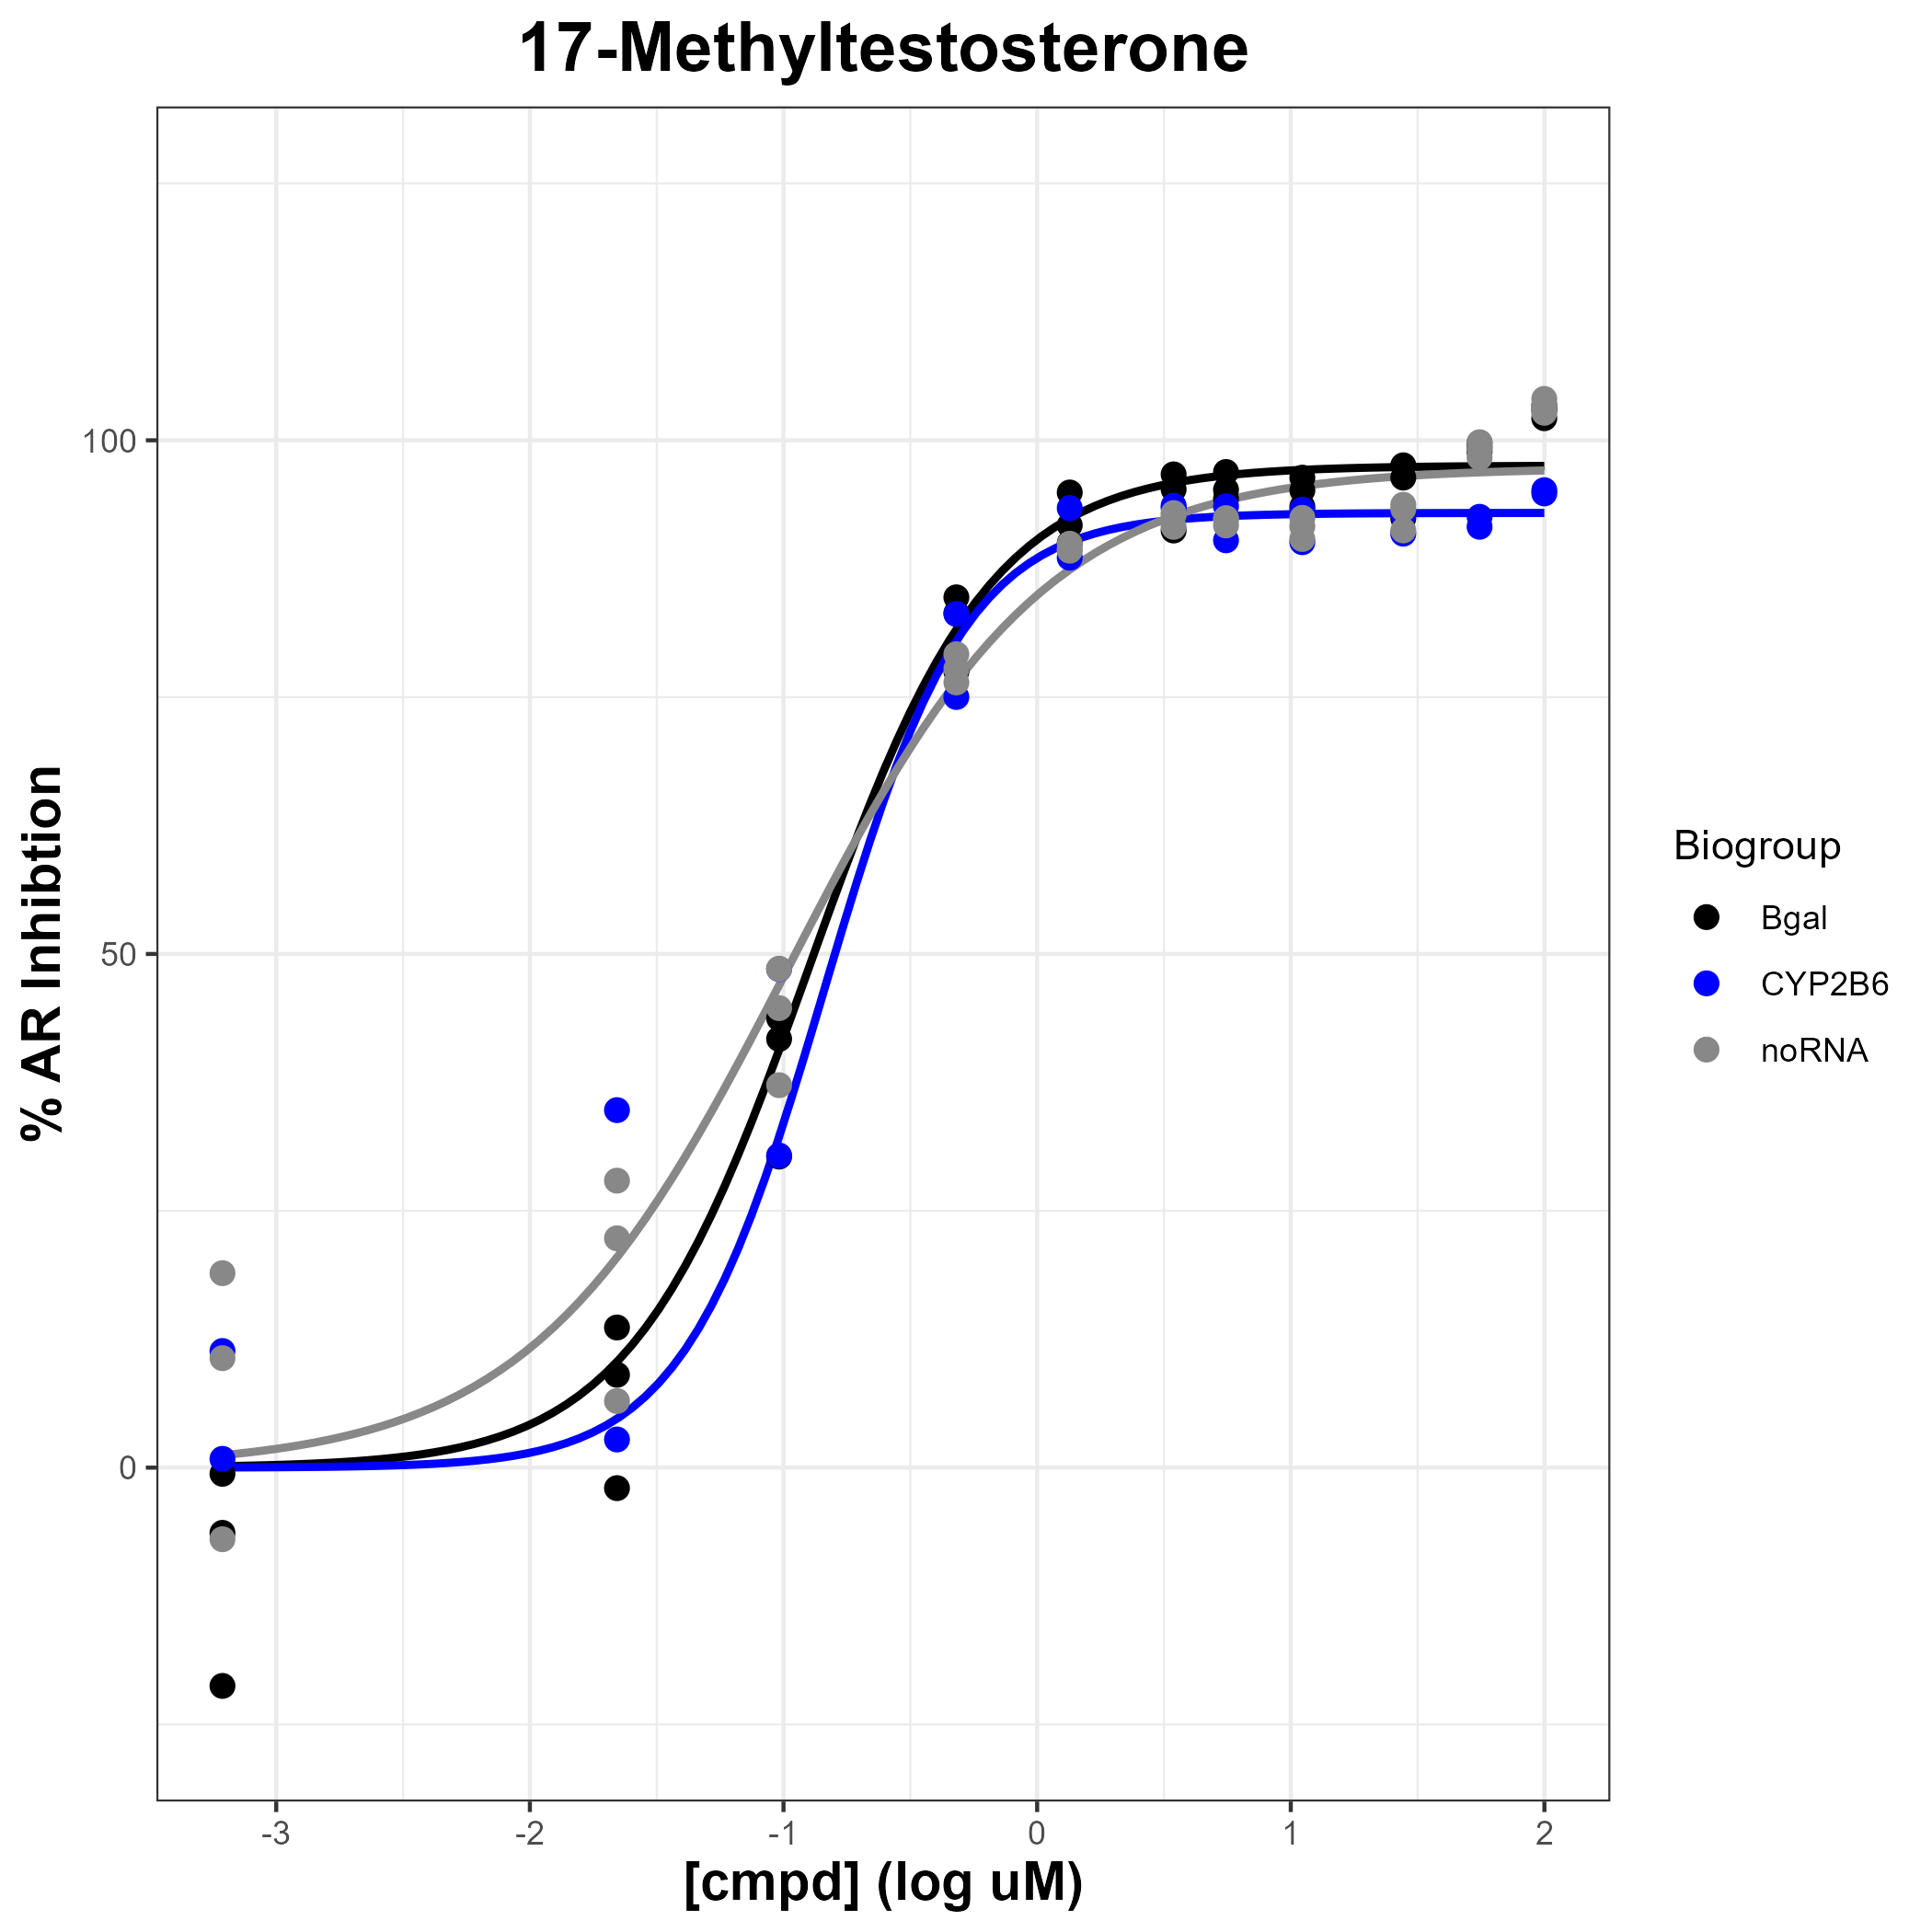 17-Methyltestosterone
% AR Inhibtion
100
50
0
-3
-2
-1
0
1
2
[cmpd] (log uM)
Biogroup
Bgal
CYP2B6
noRNA